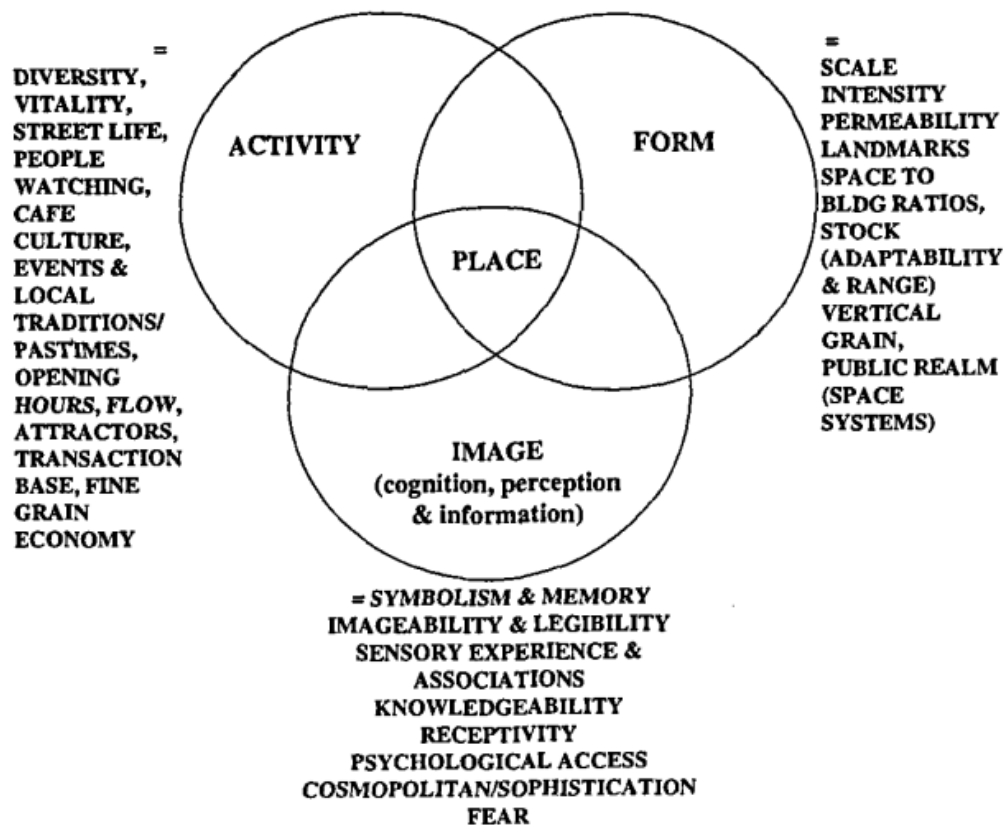 =
DIVERSITY,
VITALITY,
STREET LIFE,
PEOPLE
WATCHING,
CAFE
CULTURE,
EVENTS &
LOCAL
TRADITIONS/
PASTIMES,
OPENING
HOURS, FLOW,
ATTRACTORS,
TRANSACTION
BASE, FINE
GRAIN
ECONOMY
ACTIVITY
FORM
PLACE
IMAGE
(cognition, perception
& information)
=
SCALE
INTENSITY
PERMEABILITY
LANDMARKS
SPACE TO
BLDG RATIOS,
STOCK
(ADAPTABILITY
& RANGE)
VERTICAL
GRAIN,
PUBLIC REALM
(SPACE
SYSTEMS)
= SYMBOLISM & MEMORY
IMAGEABILITY & LEGIBILITY
SENSORY EXPERIENCE &
ASSOCIATIONS
KNOWLEDGEABILITY
RECEPTIVITY
PSYCHOLOGICAL ACCESS
COSMOPOLITAN/SOPHISTICATION
FEAR